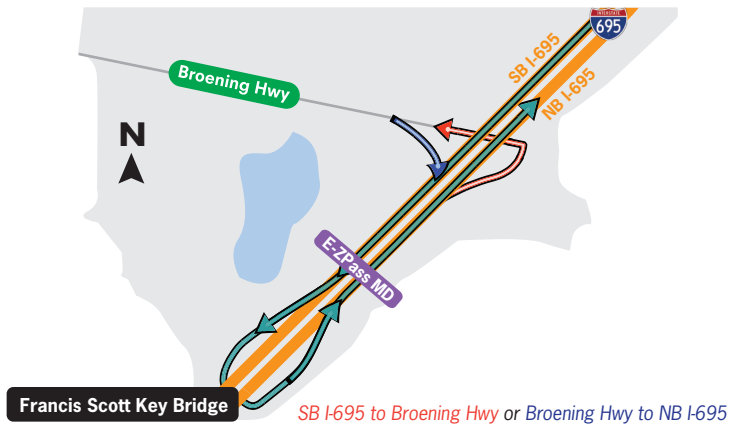 INTERSTATE
695
SB I-695
NB I-695
Broening Hwy
N
E-ZPass MD
Francis Scott Key Bridge
SB I-695 to Broening Hwy or Broening Hwy to NB I-695